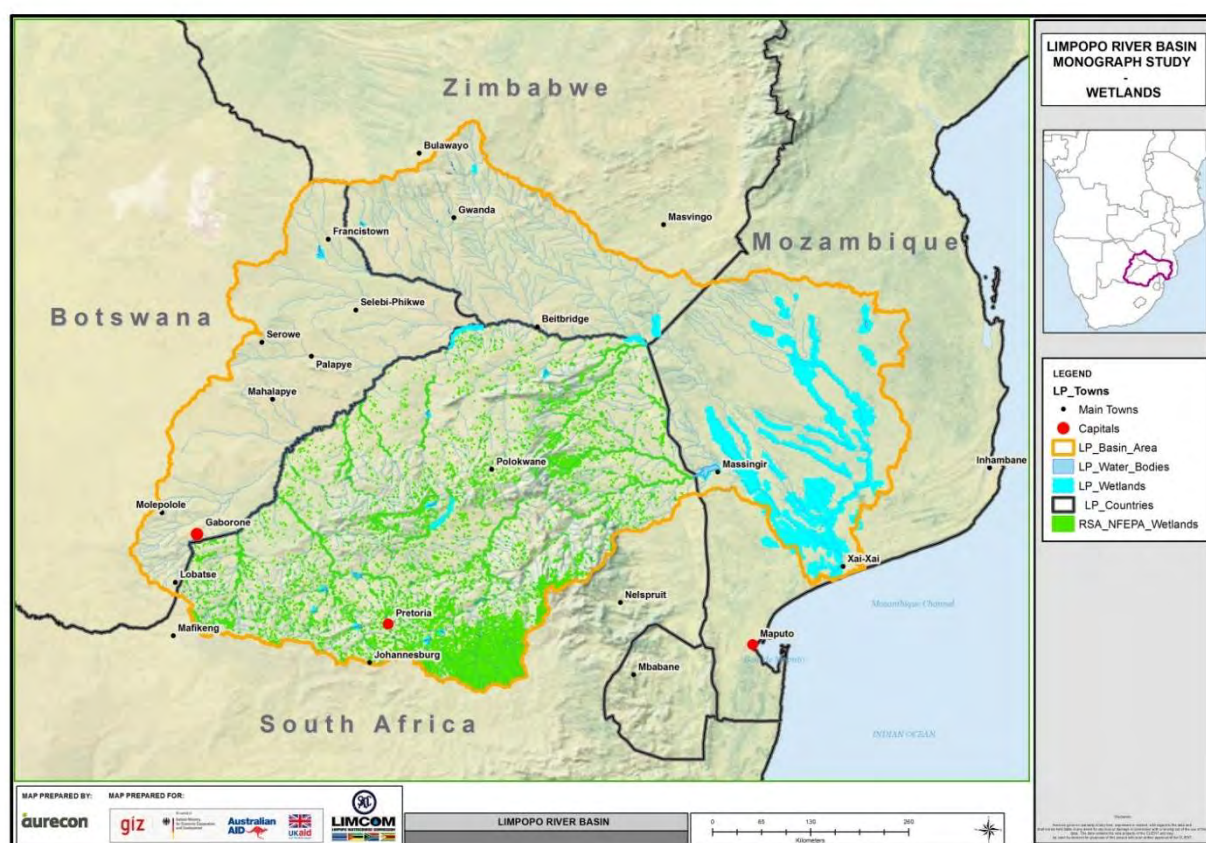 LIMPOPO RIVER BASIN
MONOGRAPH STUDY
-
WETLANDS
Zimbabwe
Bulawayo
Gwanda
Masvingo
Francistown
Mozambique
Botswana
Selebi-Phikwe
Serowe
Beitbridge
Palapye
Mahalapye
Polokwane
Massingir
Inhambane
Molepolole
Gaborone
Lobatse
Xai-Xai
Nelspruit
Mozambique Channel
Pretoria
Mafikeng
Maputo
Johannesburg
Mbabane
South Africa
INDIAN OCEAN
LEGEND
LP_Towns
Main Towns
Capitals
LP_Basin_Area
LP_Water_Bodies
LP_Wetlands
LP_Countries
RSA_NFEPA_Wetlands
MAP PREPARED BY:
aurecon
MAP PREPARED FOR:
giz
Australian
AID
UKaid
LIMCOM
LIMPOPO WATERCOURSE COMMISSION
LIMPOPO RIVER BASIN
0 65 130 260
Kilometers